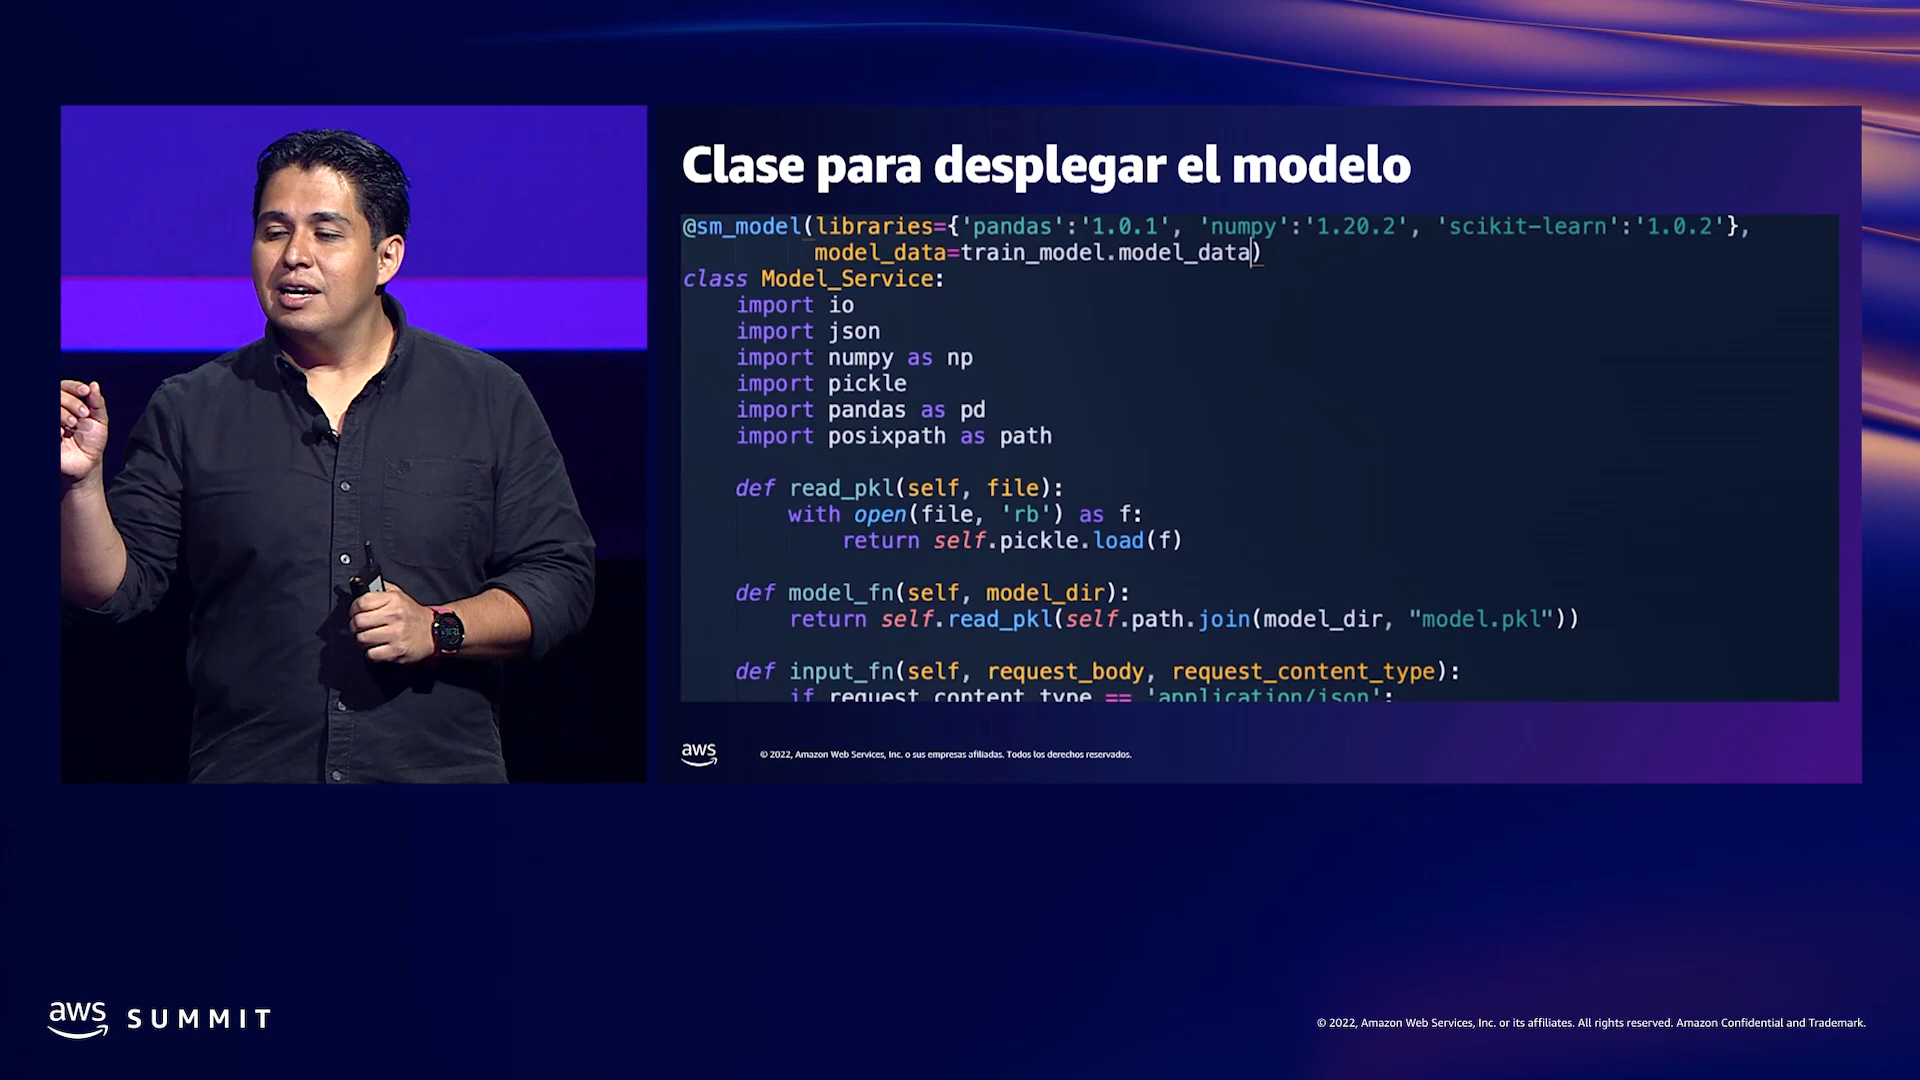 Clase para desplegar el modelo
@sm_model(libraries={'pandas':'1.0.1', 'numpy':'1.20.2', 'scikit-learn':'1.0.2'},
          model_data=train_model.model_data)
class Model_Service:
    import io
    import json
    import numpy as np
    import pickle
    import pandas as pd
    import posixpath as path
    def read_pkl(self, file):
        with open(file, 'rb') as f:
            return self.pickle.load(f)
    def model_fn(self, model_dir):
        return self.read_pkl(self.path.join(model_dir, "model.pkl"))
    def input_fn(self, request_body, request_content_type):
        if request_content_type == 'application/json':
aws
© 2022, Amazon Web Services, Inc. o sus empresas afiliadas. Todos los derechos reservados.
aws SUMMIT
© 2022, Amazon Web Services, Inc. or its affiliates. All rights reserved. Amazon Confidential and Trademark.